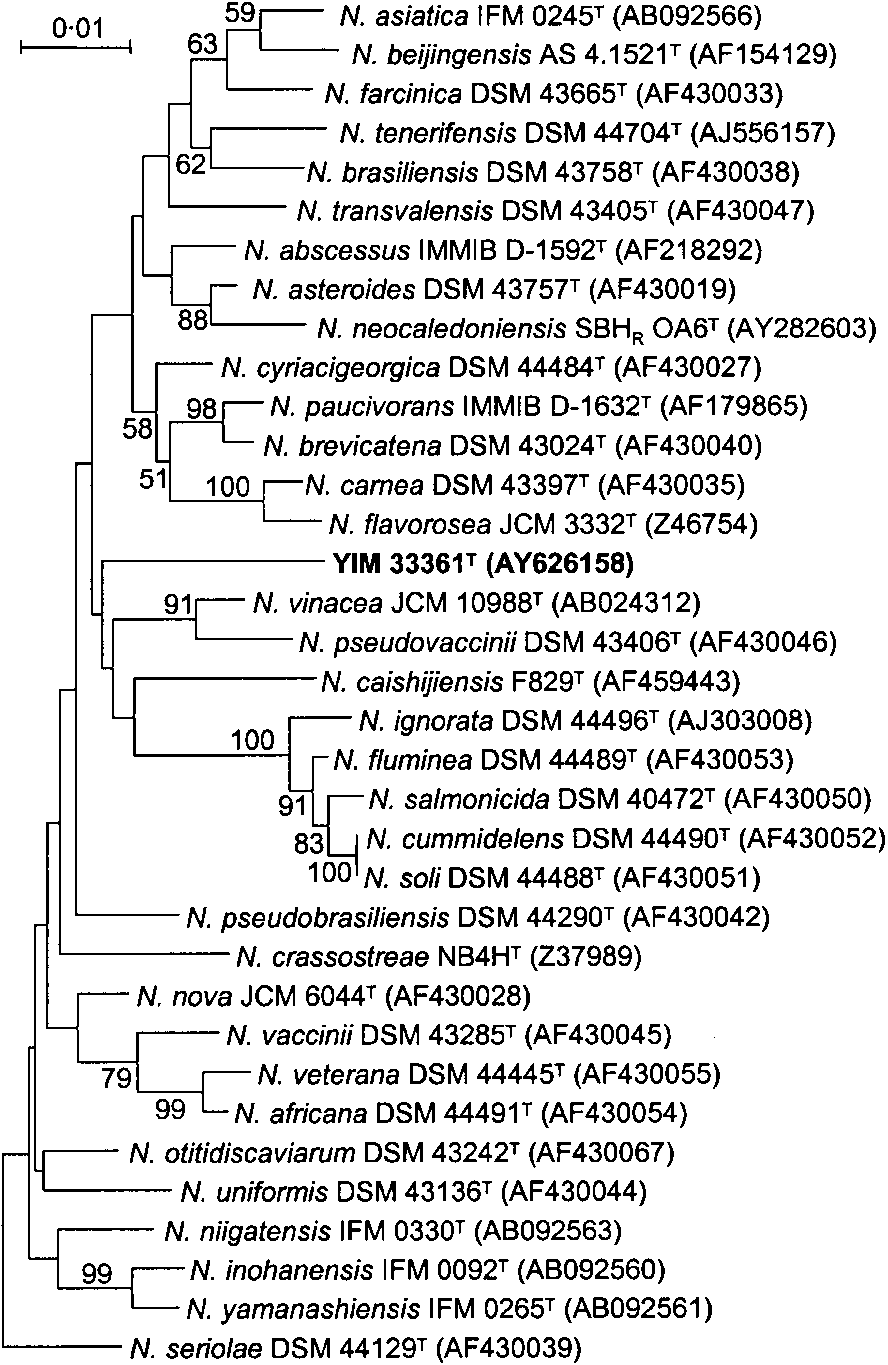 0·01
59
N. asiatica IFM 0245ᵀ (AB092566)
63
N. beijingensis AS 4.1521ᵀ (AF154129)
N. farcinica DSM 43665ᵀ (AF430033)
N. tenerifensis DSM 44704ᵀ (AJ556157)
62
N. brasiliensis DSM 43758ᵀ (AF430038)
N. transvalensis DSM 43405ᵀ (AF430047)
N. abscessus IMMIB D-1592ᵀ (AF218292)
N. asteroides DSM 43757ᵀ (AF430019)
88
N. neocaledoniensis SBHR OA6ᵀ (AY282603)
N. cyriacigeorgica DSM 44484ᵀ (AF430027)
98
N. paucivorans IMMIB D-1632ᵀ (AF179865)
58
N. brevicatena DSM 43024ᵀ (AF430040)
51
100
N. carnea DSM 43397ᵀ (AF430035)
N. flavorosea JCM 3332ᵀ (Z46754)
YIM 33361ᵀ (AY626158)
91
N. vinacea JCM 10988ᵀ (AB024312)
N. pseudovaccinii DSM 43406ᵀ (AF430046)
N. caishijiensis F829ᵀ (AF459443)
100
N. ignorata DSM 44496ᵀ (AJ303008)
N. fluminea DSM 44489ᵀ (AF430053)
91
N. salmonicida DSM 40472ᵀ (AF430050)
83
N. cummidelens DSM 44490ᵀ (AF430052)
100
N. soli DSM 44488ᵀ (AF430051)
N. pseudobrasiliensis DSM 44290ᵀ (AF430042)
N. crassostreae NB4Hᵀ (Z37989)
N. nova JCM 6044ᵀ (AF430028)
N. vaccinii DSM 43285ᵀ (AF430045)
79
N. veterana DSM 44445ᵀ (AF430055)
99
N. africana DSM 44491ᵀ (AF430054)
N. otitidiscaviarum DSM 43242ᵀ (AF430067)
N. uniformis DSM 43136ᵀ (AF430044)
N. niigatensis IFM 0330ᵀ (AB092563)
99
N. inohanensis IFM 0092ᵀ (AB092560)
N. yamanashiensis IFM 0265ᵀ (AB092561)
N. seriolae DSM 44129ᵀ (AF430039)